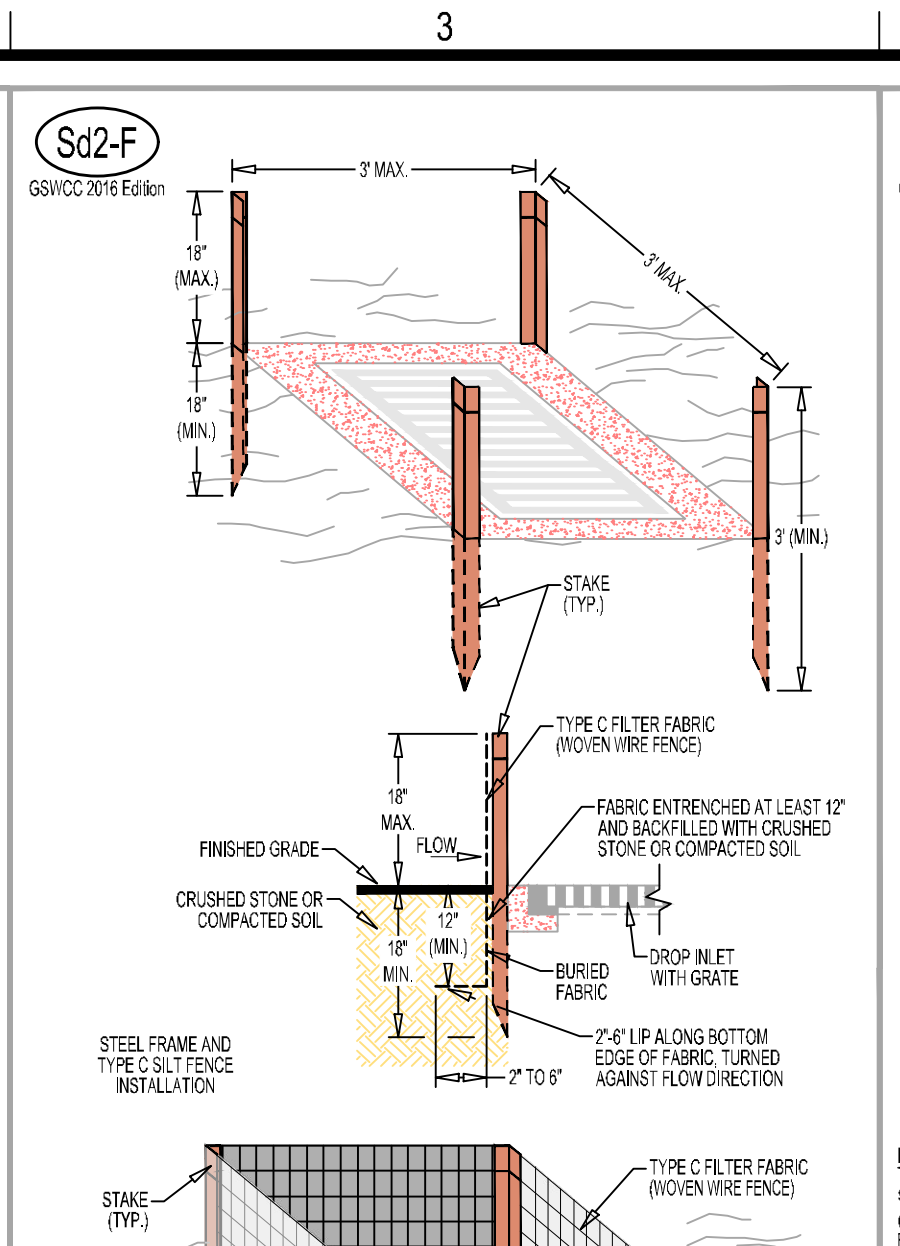 3
Sd2-F
GSWCC 2016 Edition
3' MAX.
3' MAX.
18"
(MAX.)
18"
(MIN.)
3' (MIN.)
STAKE
(TYP.)
TYPE C FILTER FABRIC
(WOVEN WIRE FENCE)
18"
MAX.
FLOW
FABRIC ENTRENCHED AT LEAST 12"
AND BACKFILLED WITH CRUSHED
STONE OR COMPACTED SOIL
FINISHED GRADE
CRUSHED STONE OR
COMPACTED SOIL
12"
(MIN.)
18"
MIN.
DROP INLET
WITH GRATE
BURIED
FABRIC
2"-6" LIP ALONG BOTTOM
EDGE OF FABRIC, TURNED
AGAINST FLOW DIRECTION
STEEL FRAME AND
TYPE C SILT FENCE
INSTALLATION
2" TO 6"
TYPE C FILTER FABRIC
(WOVEN WIRE FENCE)
STAKE
(TYP.)